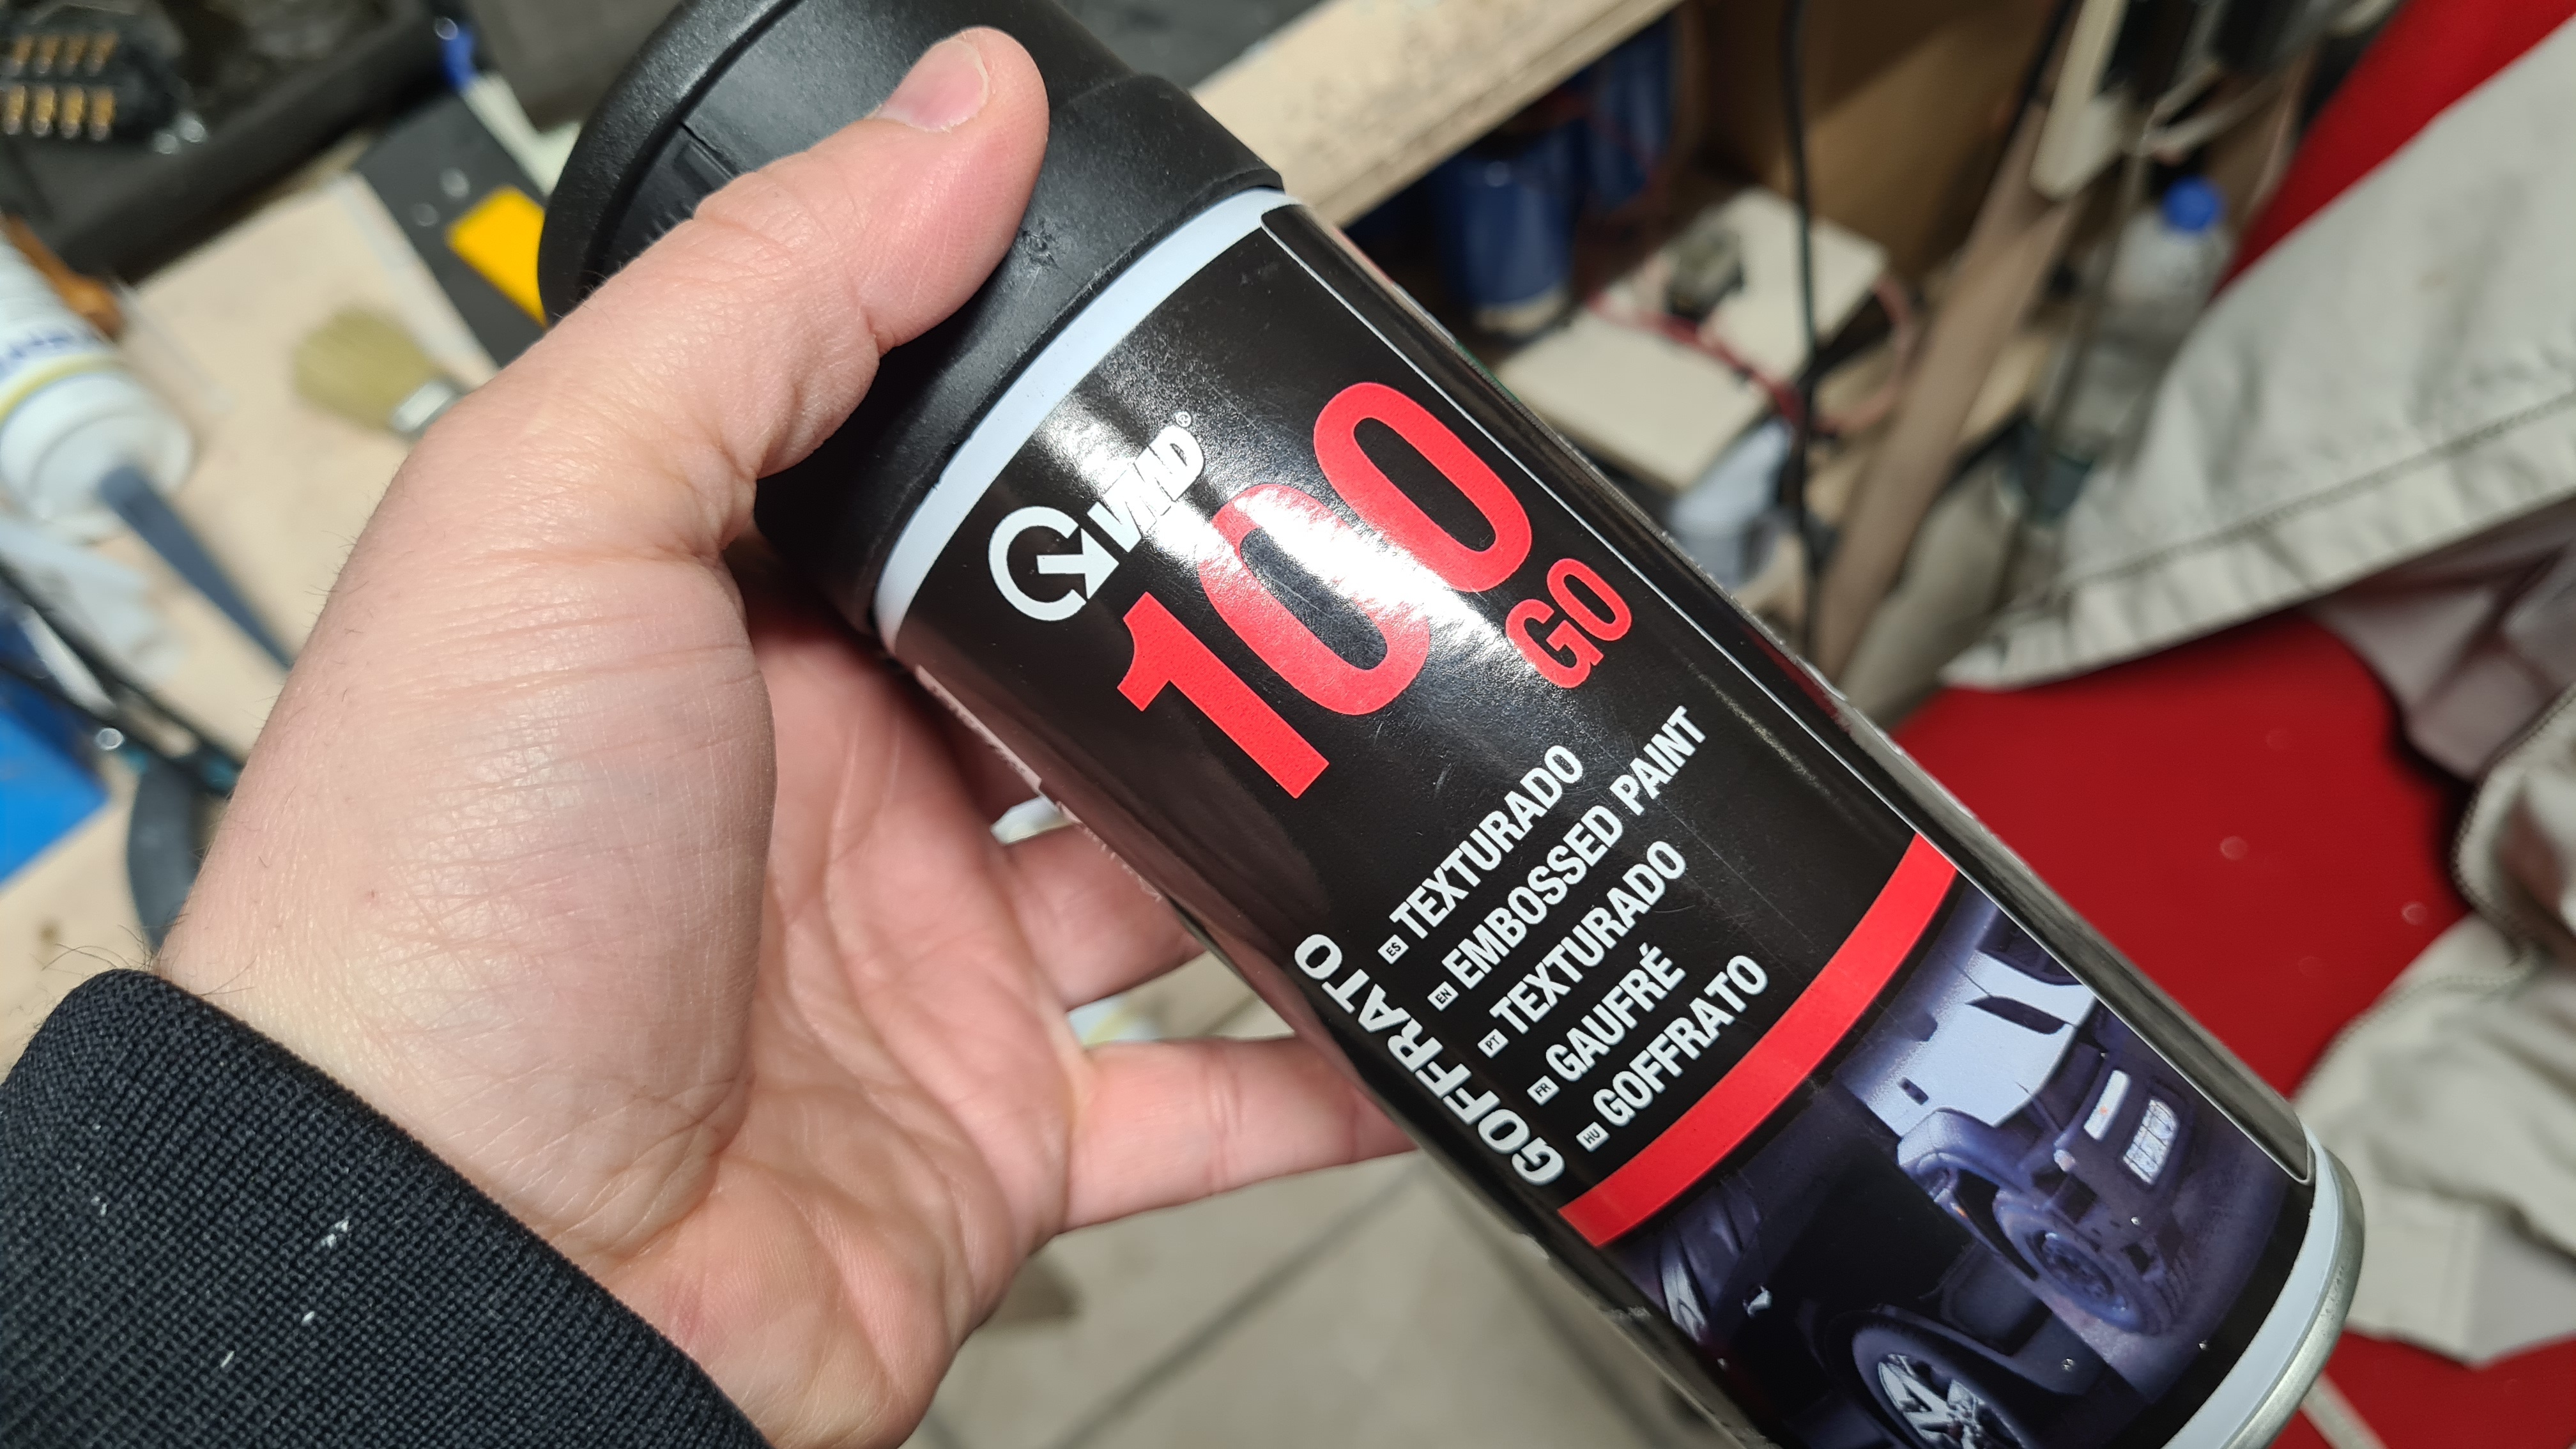 VMD®
100
GO
GOFFRATO
ES TEXTURADO
EN EMBOSSED PAINT
PT TEXTURADO
FR GAUFRÉ
HU GOFFRATO